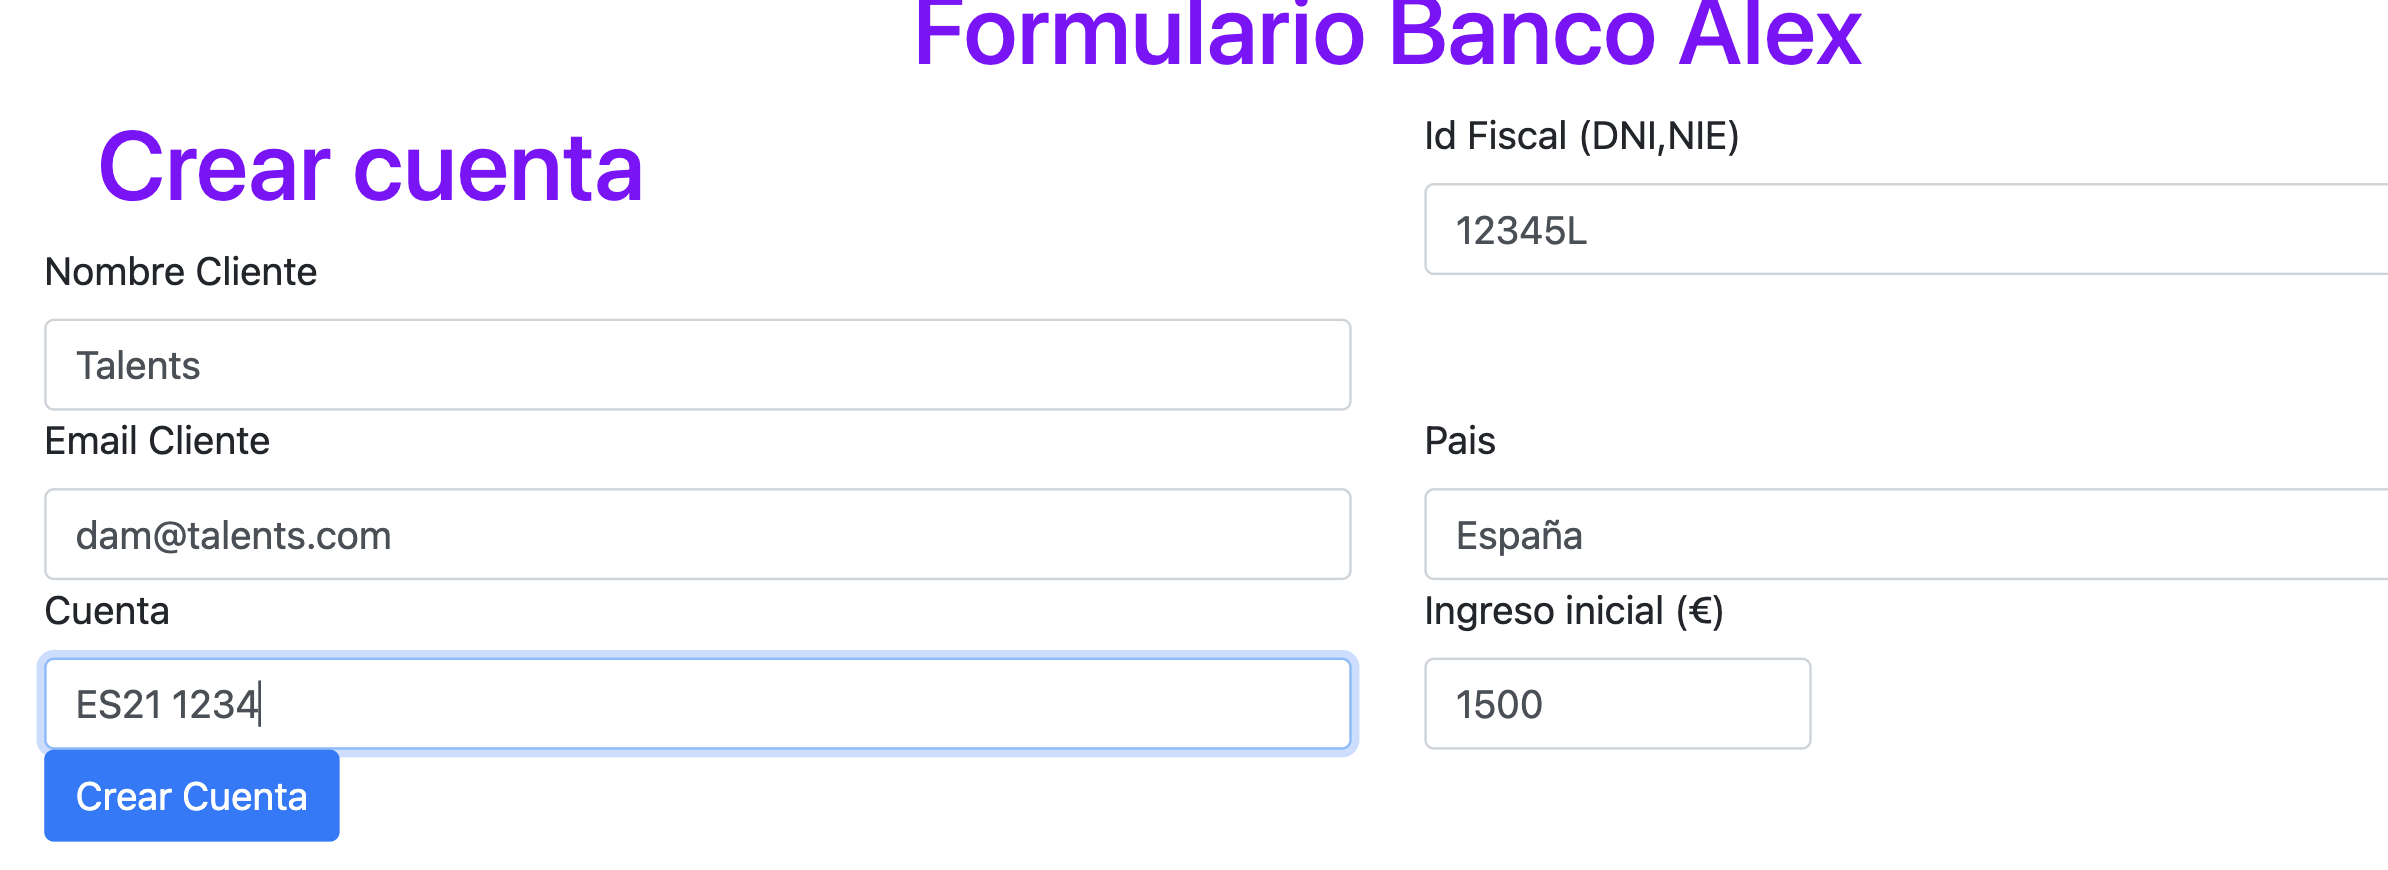 Formulario Banco Alex
Crear cuenta
Id Fiscal (DNI,NIE)
12345L
Nombre Cliente
Talents
Email Cliente
dam@talents.com
Pais
España
Cuenta
ES21 1234
Ingreso inicial (€)
1500
Crear Cuenta